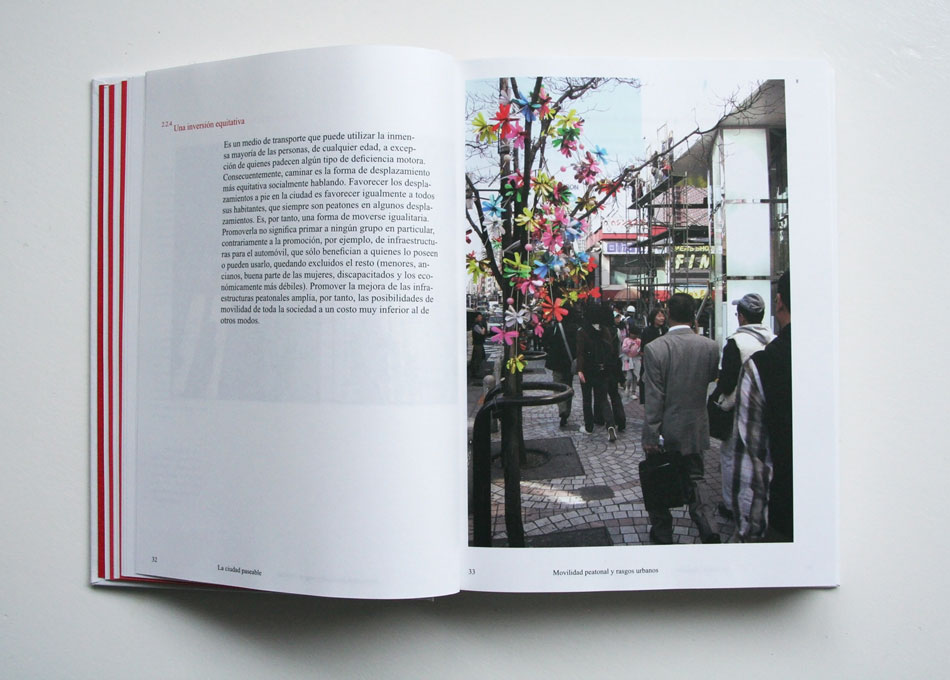 2.2.4 Una inversión equitativa
Es un medio de transporte que puede utilizar la inmen-
sa mayoría de las personas, de cualquier edad, a excep-
ción de quienes padecen algún tipo de deficiencia motora.
Consecuentemente, caminar es la forma de desplazamiento
más equitativa socialmente hablando. Favorecer los despla-
zamientos a pie en la ciudad es favorecer igualmente a todos
sus habitantes, que siempre son peatones en algunos despla-
zamientos. Es, por tanto, una forma de moverse igualitaria.
Promoverla no significa primar a ningún grupo en particular,
contrariamente a la promoción, por ejemplo, de infraestructu-
ras para el automóvil, que sólo benefician a quienes lo poseen
o pueden usarlo, quedando excluidos el resto (menores, an-
cianos, buena parte de las mujeres, discapacitados y los eco-
nómicamente más débiles). Promover la mejora de las infra-
estructuras peatonales amplía, por tanto, las posibilidades de
movilidad de toda la sociedad a un costo muy inferior al de
otros modos.
32
La ciudad paseable
FIN
33
Movilidad peatonal y rasgos urbanos